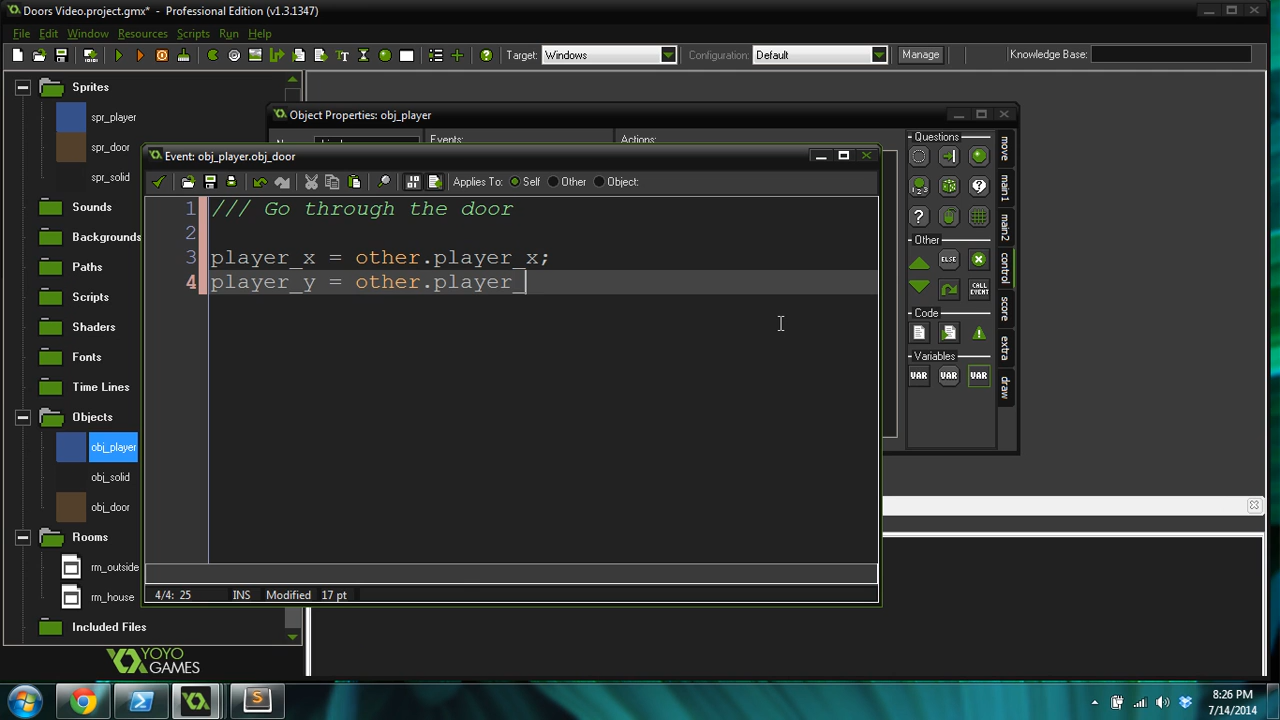 Doors Video.project.gmx* - Professional Edition (v1.3.1347)
File Edit Window Resources Scripts Run Help
Target: Windows Configuration: Default Manage Knowledge Base:
Sprites
spr_player
spr_door
spr_solid
Sounds
Backgrounds
Paths
Scripts
Shaders
Fonts
Time Lines
Objects
obj_player
obj_solid
obj_door
Rooms
rm_outside
rm_house
Included Files
YOYO
GAMES
Object Properties: obj_player
Events: Actions:
Event: obj_player.obj_door
Applies To: Self Other Object:
1 /// Go through the door
2
3 player_x = other.player_x;
4 player_y = other.player_
4/4: 25 INS Modified 17 pt
Questions
Other
ELSE
CALL
EVENT
Code
Variables
VAR VAR VAR
move
main1
main2
control
score
extra
draw
8:26 PM
7/14/2014